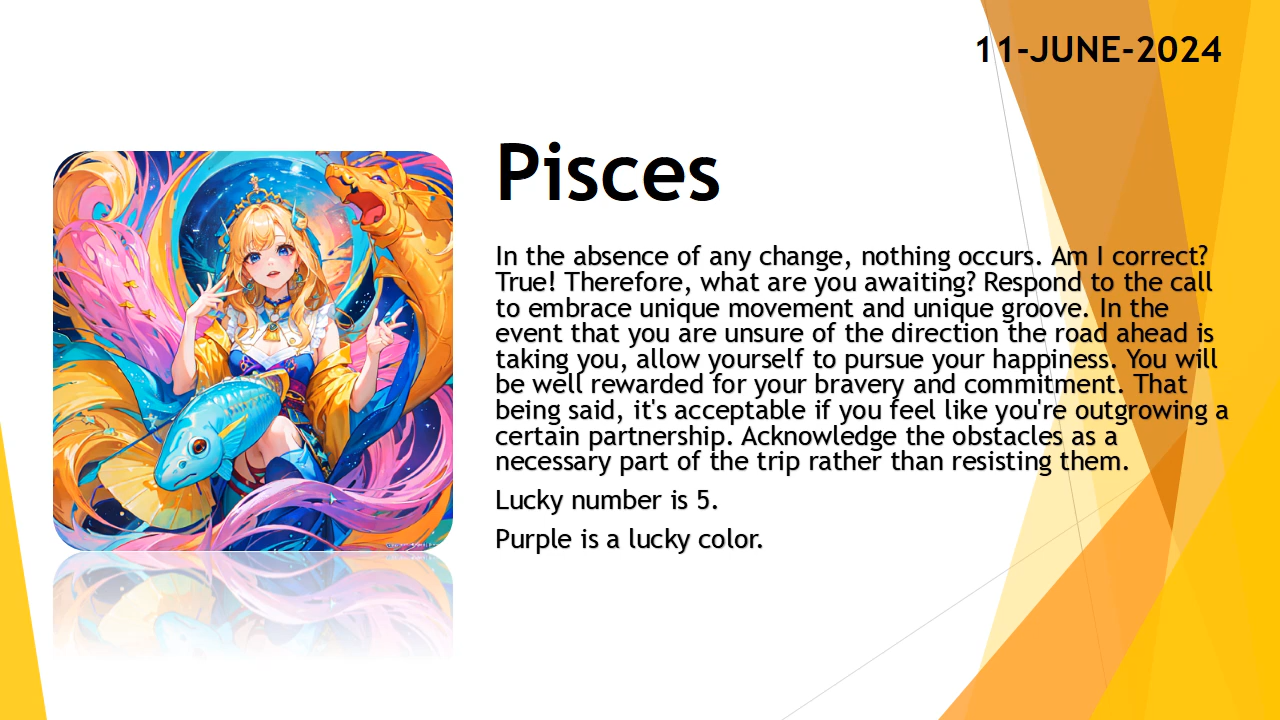 11-JUNE-2024
Pisces
In the absence of any change, nothing occurs. Am I correct?
True! Therefore, what are you awaiting? Respond to the call
to embrace unique movement and unique groove. In the
event that you are unsure of the direction the road ahead is
taking you, allow yourself to pursue your happiness. You will
be well rewarded for your bravery and commitment. That
being said, it's acceptable if you feel like you're outgrowing a
certain partnership. Acknowledge the obstacles as a
necessary part of the trip rather than resisting them.
Lucky number is 5.
Purple is a lucky color.